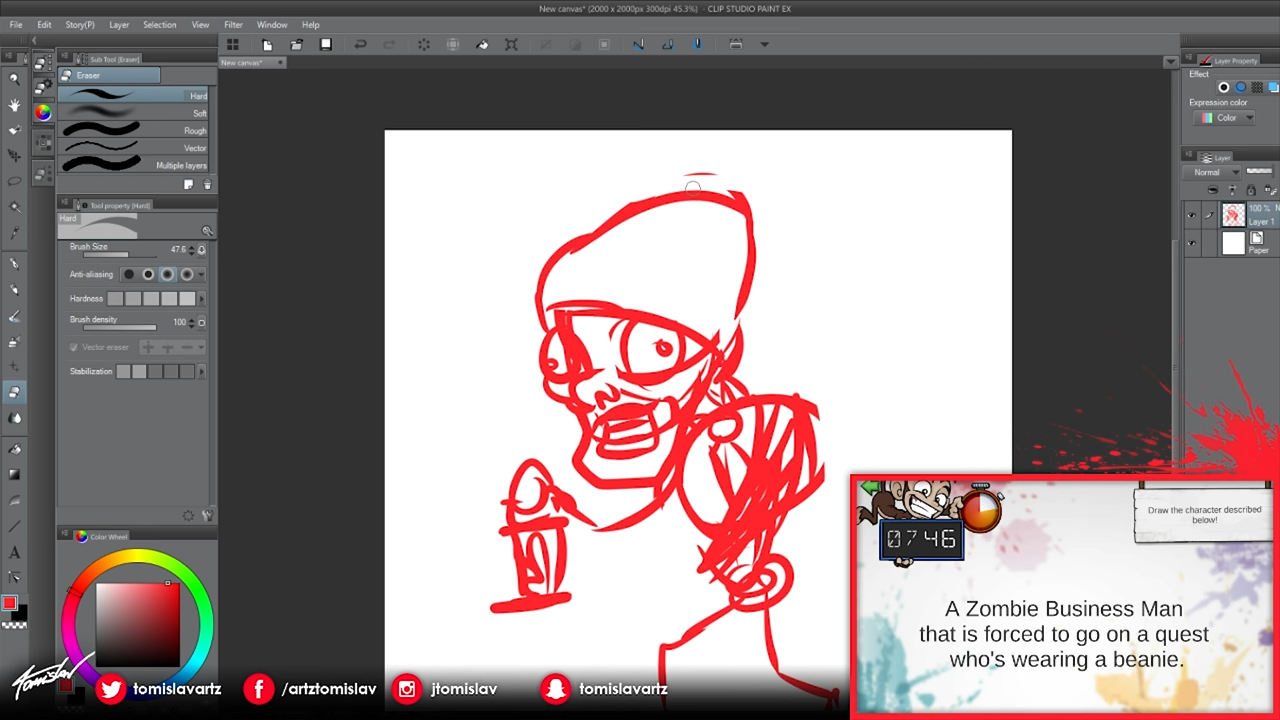 New canvas* (2000 x 2000px 300dpi 45.3%) - CLIP STUDIO PAINT EX
File Edit Story(P) Layer Selection View Filter Window Help
New canvas*
Sub Tool [Eraser]
Eraser
Hard
Soft
Rough
Vector
Multiple layers
Tool property [Hard]
Hard
Brush Size 47.6
Anti-aliasing
Hardness
Brush density 100
Vector eraser
Stabilization
Color Wheel
Layer Property
Effect
Expression color
Color
Layer
Normal
100 % N
Layer 1
Paper
0746
Draw the character described
below!
A Zombie Business Man
that is forced to go on a quest
who's wearing a beanie.
Tomislav
tomislavartz
/artztomislav
jtomislav
tomislavartz